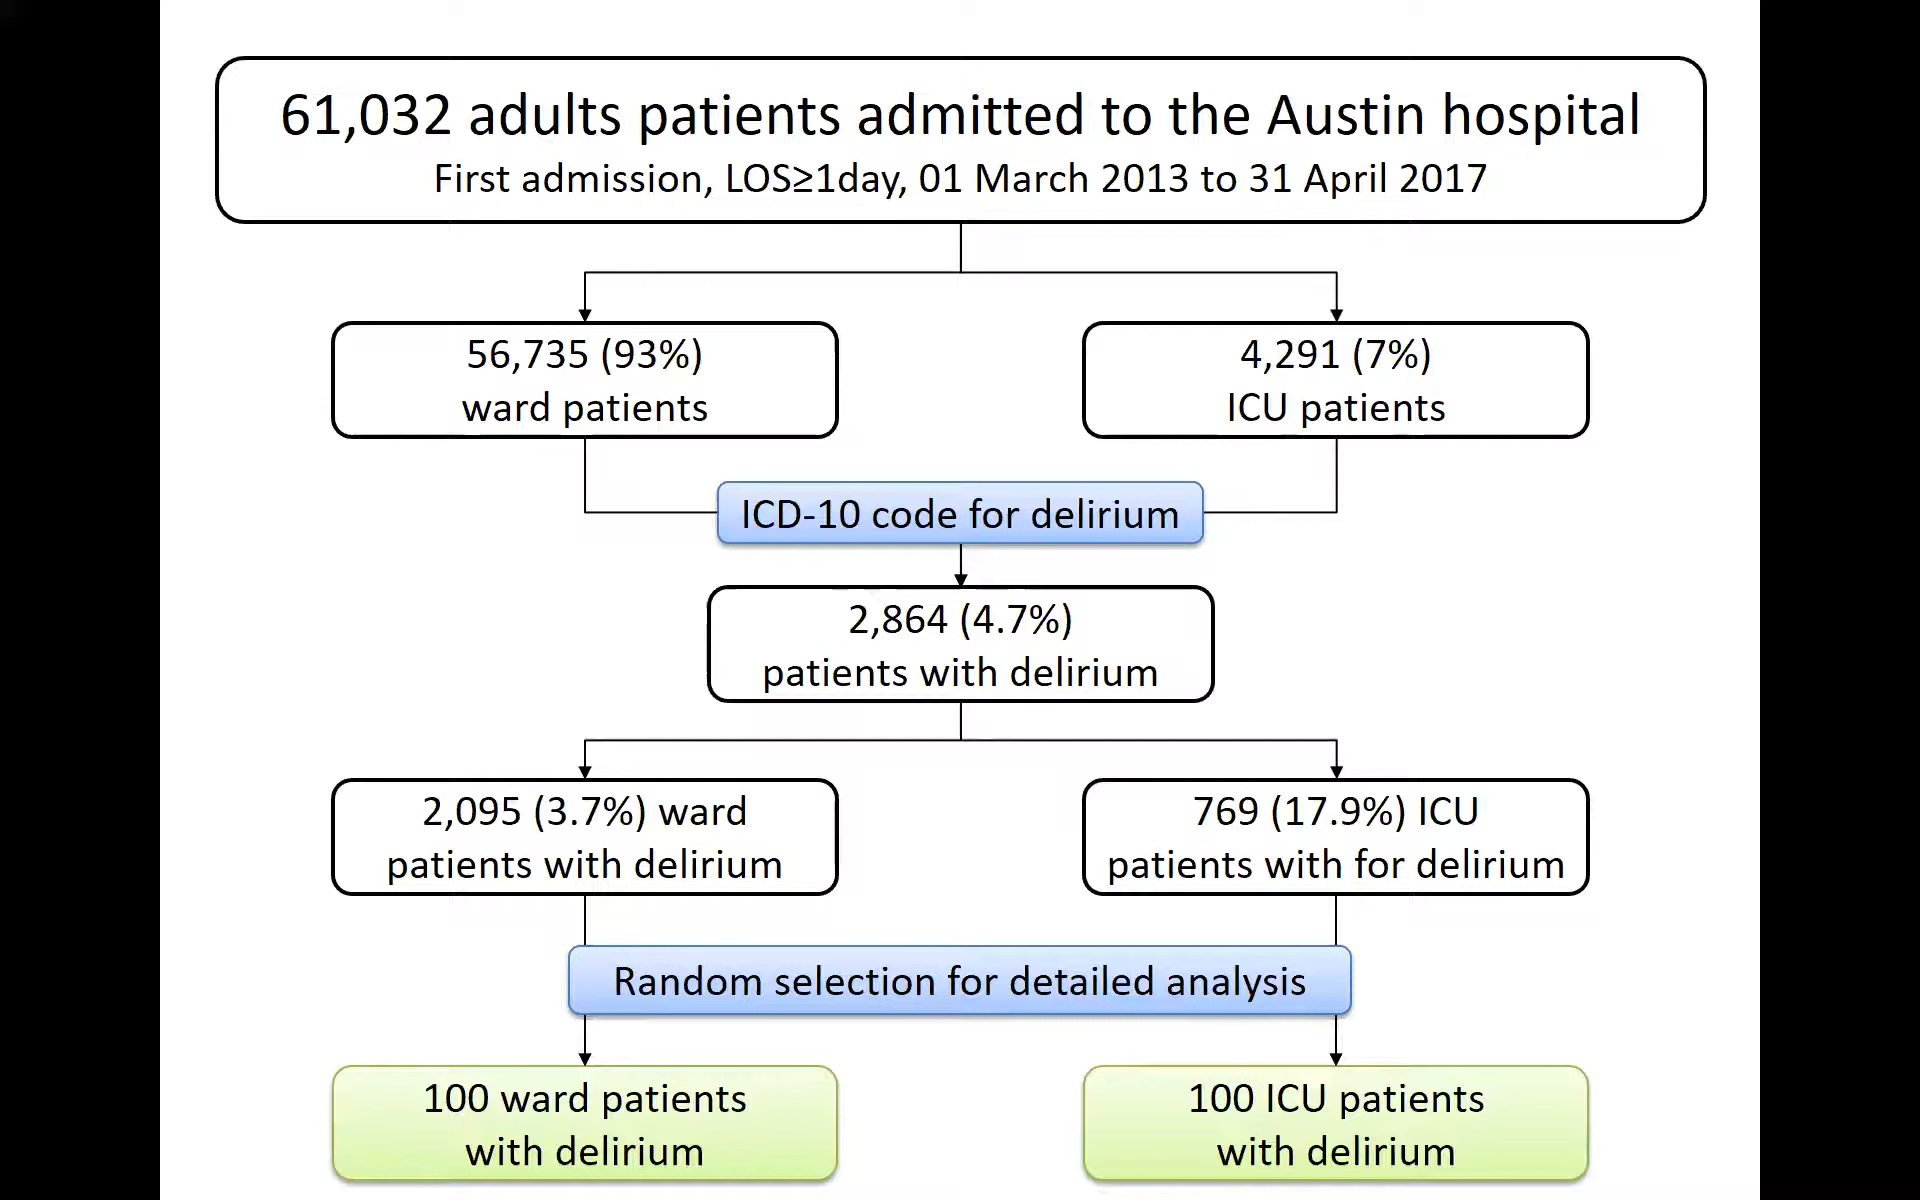 61,032 adults patients admitted to the Austin hospital
First admission, LOS≥1day, 01 March 2013 to 31 April 2017
56,735 (93%)
ward patients
4,291 (7%)
ICU patients
ICD-10 code for delirium
2,864 (4.7%)
patients with delirium
2,095 (3.7%) ward
patients with delirium
769 (17.9%) ICU
patients with for delirium
Random selection for detailed analysis
100 ward patients
with delirium
100 ICU patients
with delirium